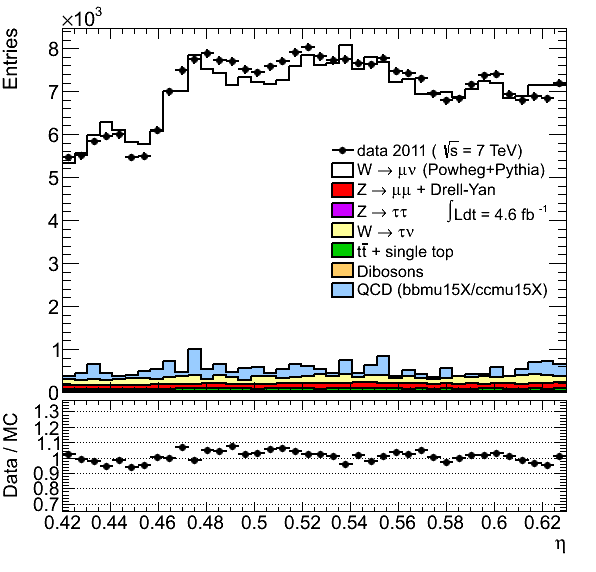 ×10³
Entries
8
7
6
5
4
3
2
1
0
data 2011 ( √s = 7 TeV)
W → μν (Powheg+Pythia)
Z → μμ + Drell-Yan
Z → ττ
∫Ldt = 4.6 fb⁻¹
W → τν
tt̅ + single top
Dibosons
QCD (bbmu15X/ccmu15X)
Data / MC
1.3
1.2
1.1
1
0.9
0.8
0.7
0.42 0.44 0.46 0.48 0.5 0.52 0.54 0.56 0.58 0.6 0.62
η